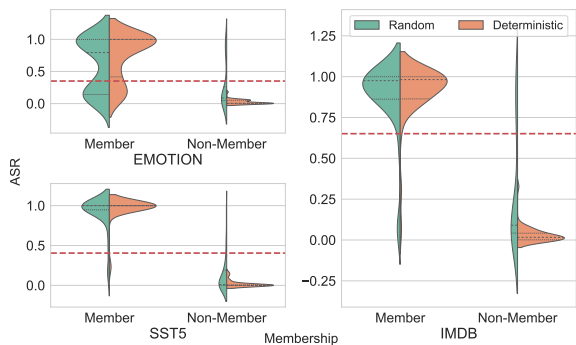 1.0
0.5
0.0
Member
Non-Member
EMOTION
ASR
1.0
0.5
0.0
Member
Non-Member
SST5
Membership
Random
Deterministic
1.25
1.00
0.75
0.50
0.25
0.00
−0.25
Member
Non-Member
IMDB